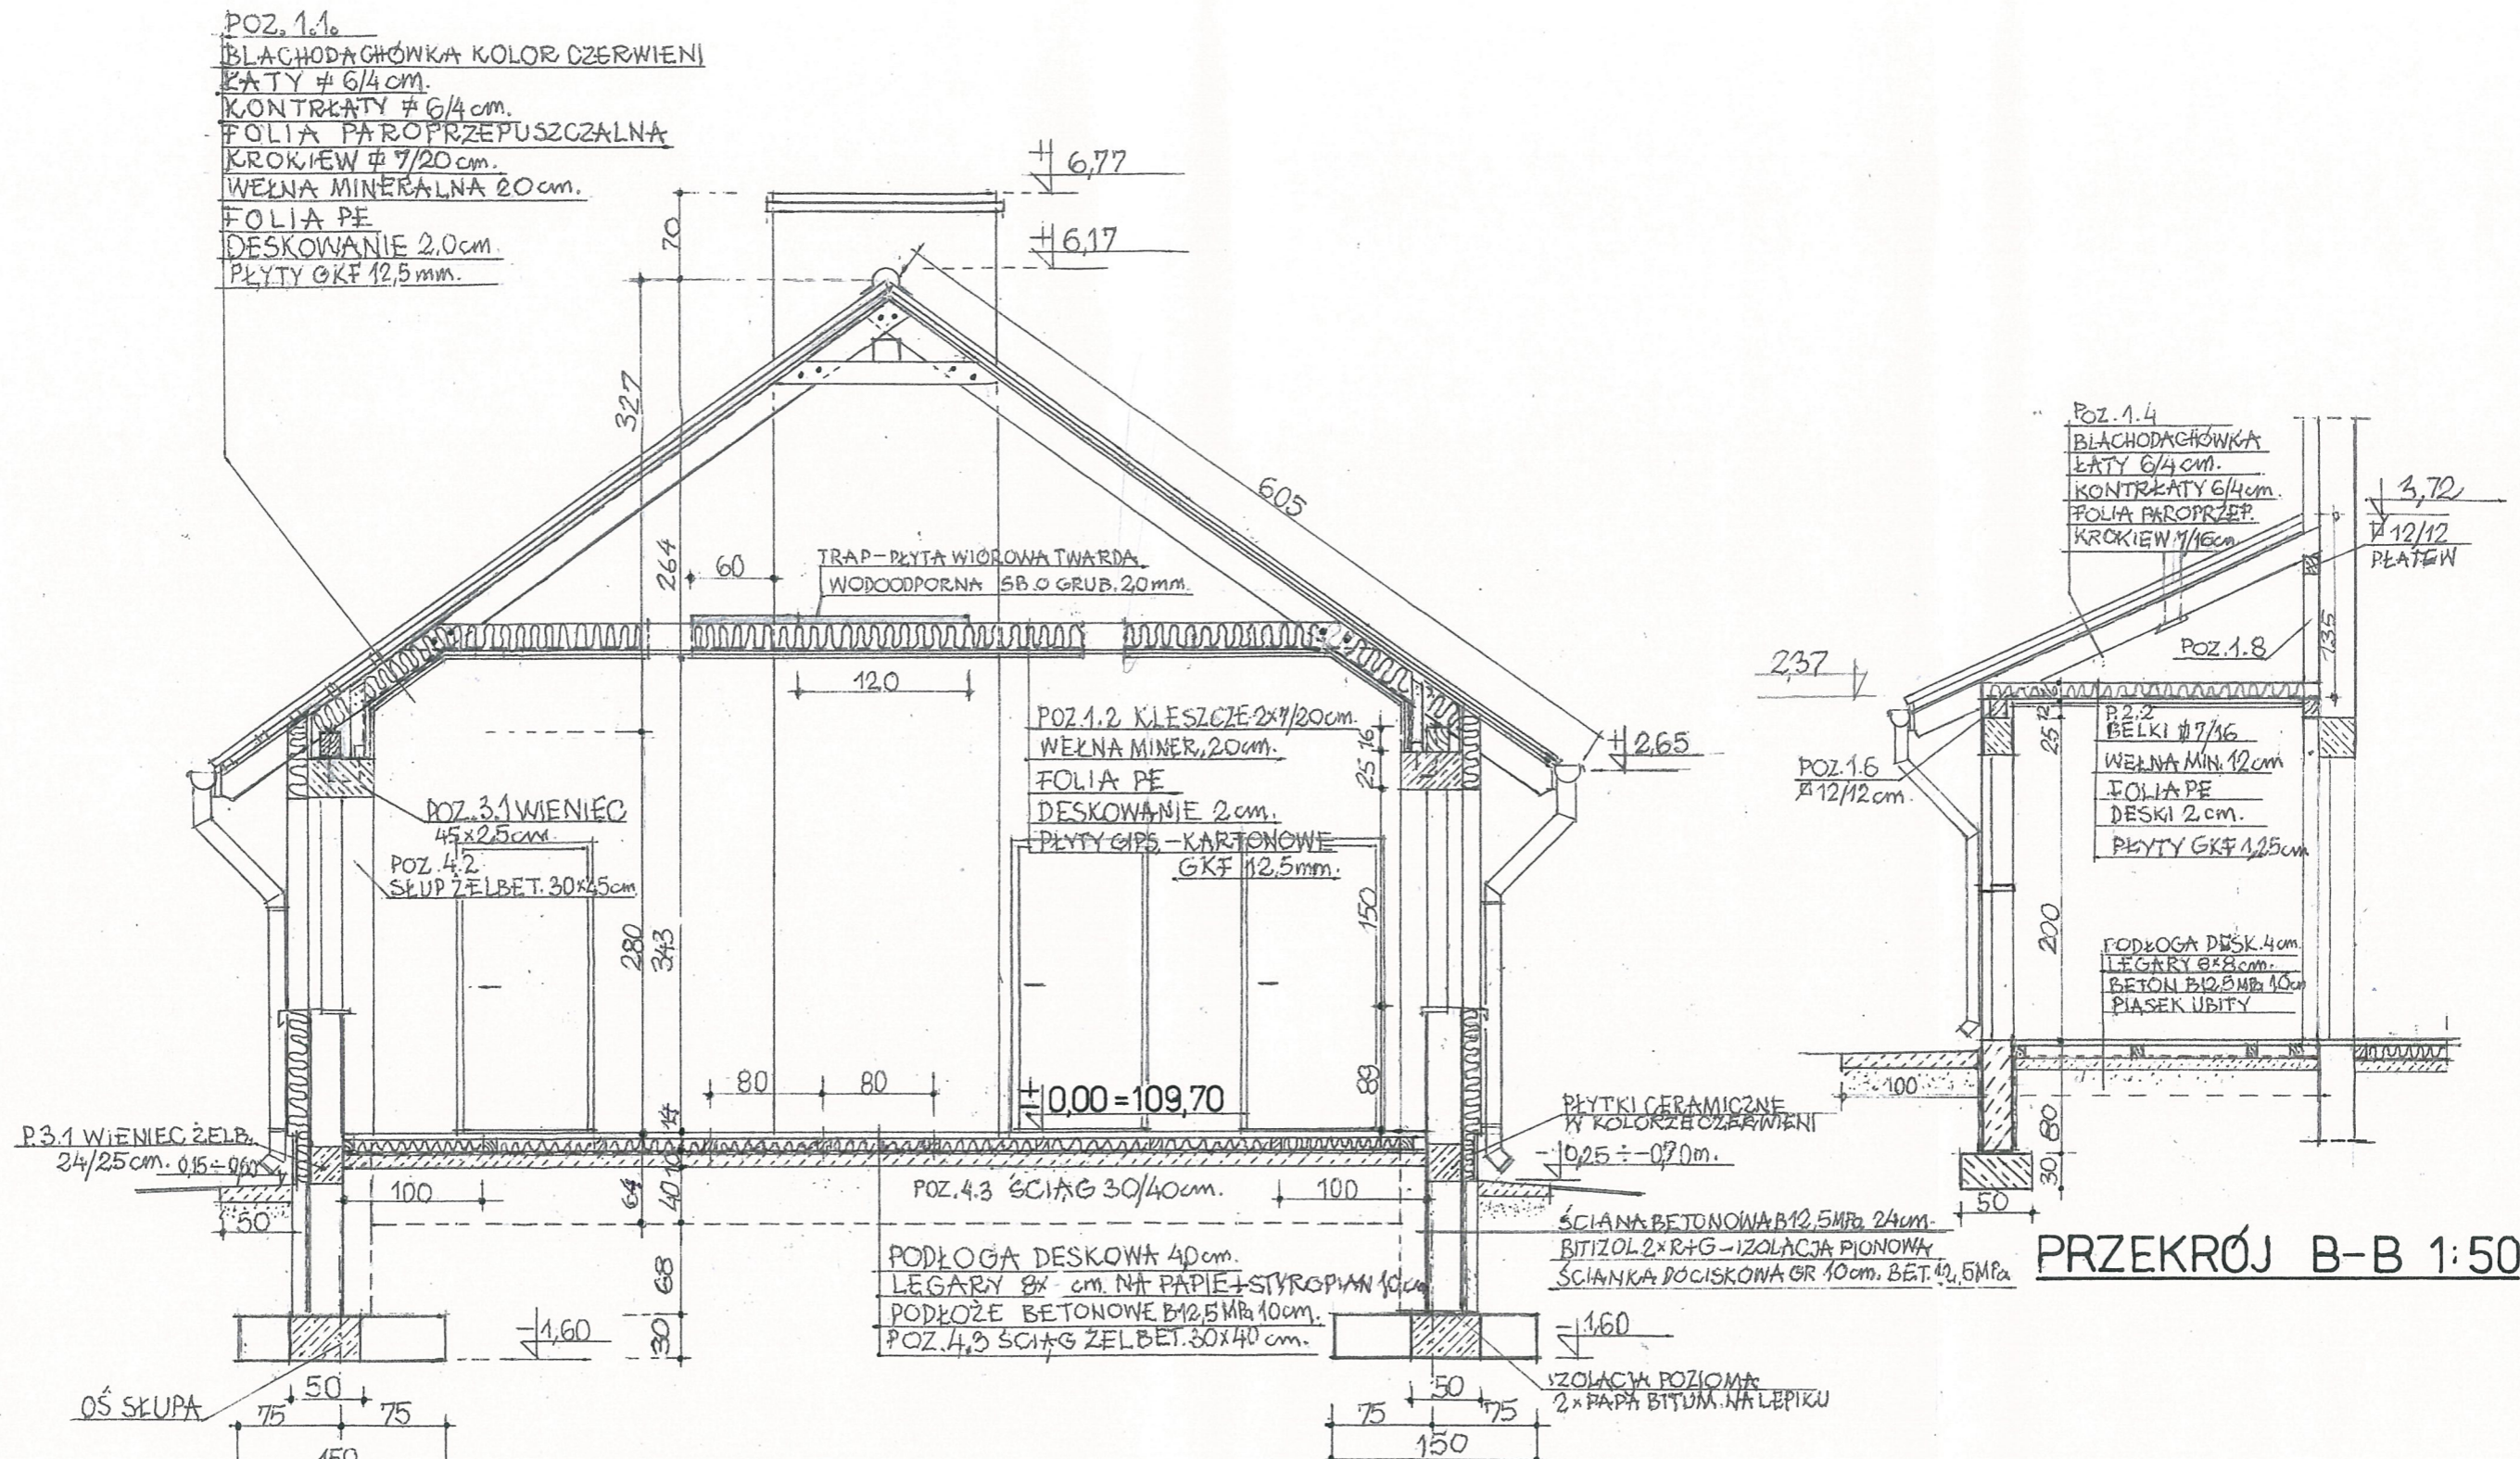 POZ. 1.1.
BLACHODACHÓWKA KOLOR CZERWIENI
ŁATY # 6/4 cm.
KONTRŁATY # 6/4 cm.
FOLIA PAROPRZEPUSZCZALNA
KROKIEW # 7/20 cm.
WEŁNA MINERALNA 20 cm.
FOLIA PE
DESKOWANIE 2,0 cm.
PŁYTY GKF 12,5 mm.
6,77
6,17
70
327
264
605
60
TRAP-PŁYTA WIÓROWA TWARDA
WODOODPORNA SB.O GRUB. 20 mm.
120
POZ. 1.2 KLESZCZE 2x7/20 cm.
WEŁNA MINER. 20 cm.
FOLIA PE
DESKOWANIE 2 cm.
PŁYTY GIPS.-KARTONOWE
GKF 12,5 mm.
16
25
2,65
POZ. 3.1 WIENIEC
45x25 cm.
POZ. 4.2
SŁUP ŻELBET. 30x45 cm
280
343
150
89
80
80
14
0,00 = 109,70
P. 3.1 WIENIEC ŻELB.
24/25 cm. 0,15÷0,60
PŁYTKI CERAMICZNE
W KOLORZE CZERWIENI
-0,25 ÷ -0,70 m.
50
100
64
10
40
POZ. 4.3 ŚCIĄG 30/40 cm.
100
68
30
PODŁOGA DESKOWA 4,0 cm.
LEGARY 8x cm. NA PAPIE + STYROPIAN 10 cm
PODŁOŻE BETONOWE B12,5 MPa 10 cm.
POZ. 4.3 ŚCIĄG ŻELBET. 30x40 cm.
ŚCIANA BETONOWA B12,5 MPa 24 cm.
BITIZOL 2xR+G - IZOLACJA PIONOWA
ŚCIANKA DOCISKOWA GR 10 cm. BET. 12,5 MPa
-1,60
-1,60
OŚ SŁUPA
50
75 75
150
IZOLACJA POZIOMA
2x PAPA BITUM. NA LEPIKU
50
75 75
150
POZ. 1.4
BLACHODACHÓWKA
ŁATY 6/4 cm.
KONTRŁATY 6/4 cm.
FOLIA PAROPRZEP.
KROKIEW 7/16 cm
3,72
# 12/12
PŁATEW
POZ. 1.8
135
2,37
POZ. 1.6
# 12/12 cm.
12
25
P. 2.2
BELKI # 7/16
WEŁNA MIN. 12 cm
FOLIA PE
DESKI 2 cm.
PŁYTY GKF 1,25 cm
200
PODŁOGA DESK. 4 cm.
LEGARY 8x8 cm.
BETON B12,5 MPa 10 cm
PIASEK UBITY
100
80
30
50
PRZEKRÓJ B-B 1:50